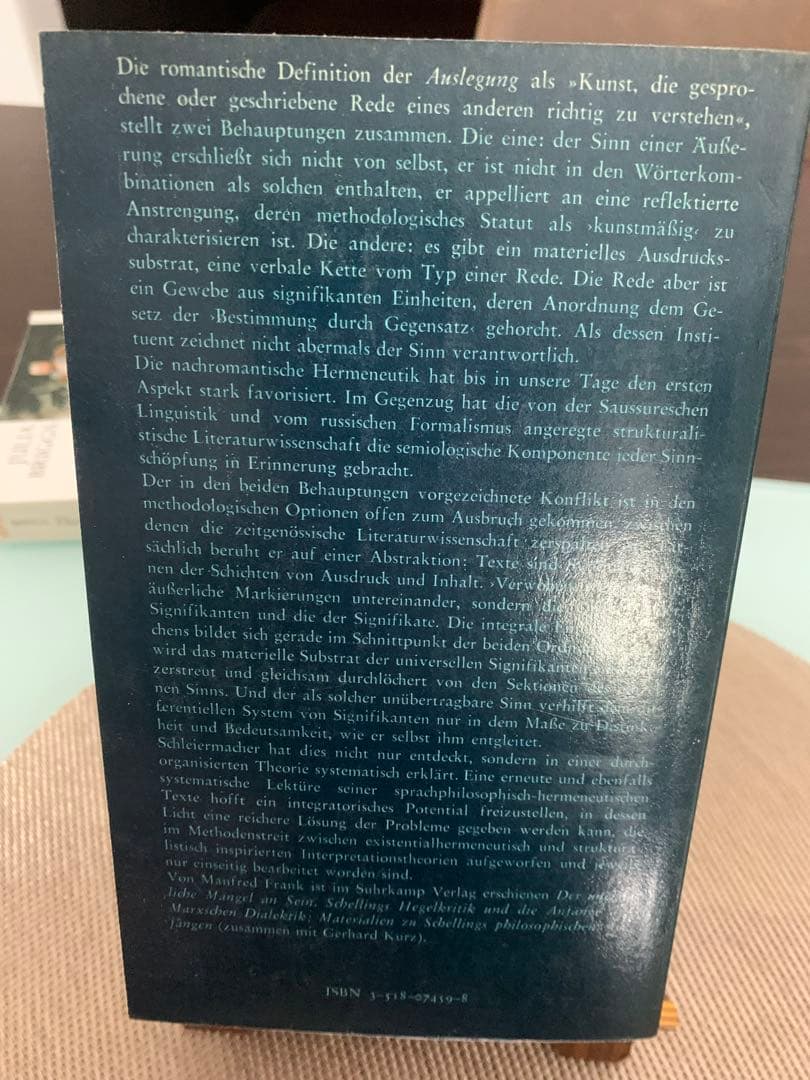 Die romantische Definition der Auslegung als »Kunst, die gespro-
chene oder geschriebene Rede eines anderen richtig zu verstehen«,
stellt zwei Behauptungen zusammen. Die eine: der Sinn einer Äuße-
rung erschließt sich nicht von selbst, er ist nicht in den Wörterkom-
binationen als solchen enthalten, er appelliert an eine reflektierte
Anstrengung, deren methodologisches Statut als ›kunstmäßig‹ zu
charakterisieren ist. Die andere: es gibt ein materielles Ausdrucks-
substrat, eine verbale Kette vom Typ einer Rede. Die Rede aber ist
ein Gewebe aus signifikanten Einheiten, deren Anordnung dem Ge-
setz der ›Bestimmung durch Gegensatz‹ gehorcht. Als dessen Insti-
tuent zeichnet nicht abermals der Sinn verantwortlich.
Die nachromantische Hermeneutik hat bis in unsere Tage den ersten
Aspekt stark favorisiert. Im Gegenzug hat die von der Saussureschen
Linguistik und vom russischen Formalismus angeregte strukturali-
stische Literaturwissenschaft die semiologische Komponente jeder Sinn-
schöpfung in Erinnerung gebracht.
Der in den beiden Behauptungen vorgezeichnete Konflikt ist in den
methodologischen Optionen offen zum Ausbruch gekommen, zwischen
denen die zeitgenössische Literaturwissenschaft
sächlich beruht er auf einer Abstraktion: Texte sind
nen der Schichten von Ausdruck und Inhalt.
äußerliche Markierungen untereinander, sondern die
Signifikanten und die der Signifikate. Die integrale
chens bildet sich gerade im Schnittpunkt der beiden
wird das materielle Substrat der universellen
zerstreut und gleichsam durchlöchert von den Sektionen
nen Sinns. Und der als solcher unübertragbare Sinn verhilft
ferentiellen System von Signifikanten nur in dem Maße zu
heit und Bedeutsamkeit, wie er selbst ihm entgleitet.
Schleiermacher hat dies nicht nur entdeckt, sondern in einer durch-
organisierten Theorie systematisch erklärt. Eine erneute und ebenfalls
systematische Lektüre seiner sprachphilosophisch-hermeneutischen
Texte hofft ein integratorisches Potential freizustellen, in dessen
Licht eine reichere Lösung der Probleme gegeben werden kann, die
im Methodenstreit zwischen existentialhermeneutisch und struktura-
listisch inspirierten Interpretationstheorien aufgeworfen und jeweils
nur einseitig bearbeitet worden sind.
Von Manfred Frank ist im Suhrkamp Verlag erschienen Der
liche Mangel an Sein. Schellings Hegelkritik und die Anfänge
Marxschen Dialektik; Materialien zu Schellings philosophischen
fängen (zusammen mit Gerhard Kurz).
ISBN 3-518-07459-8
JULIA